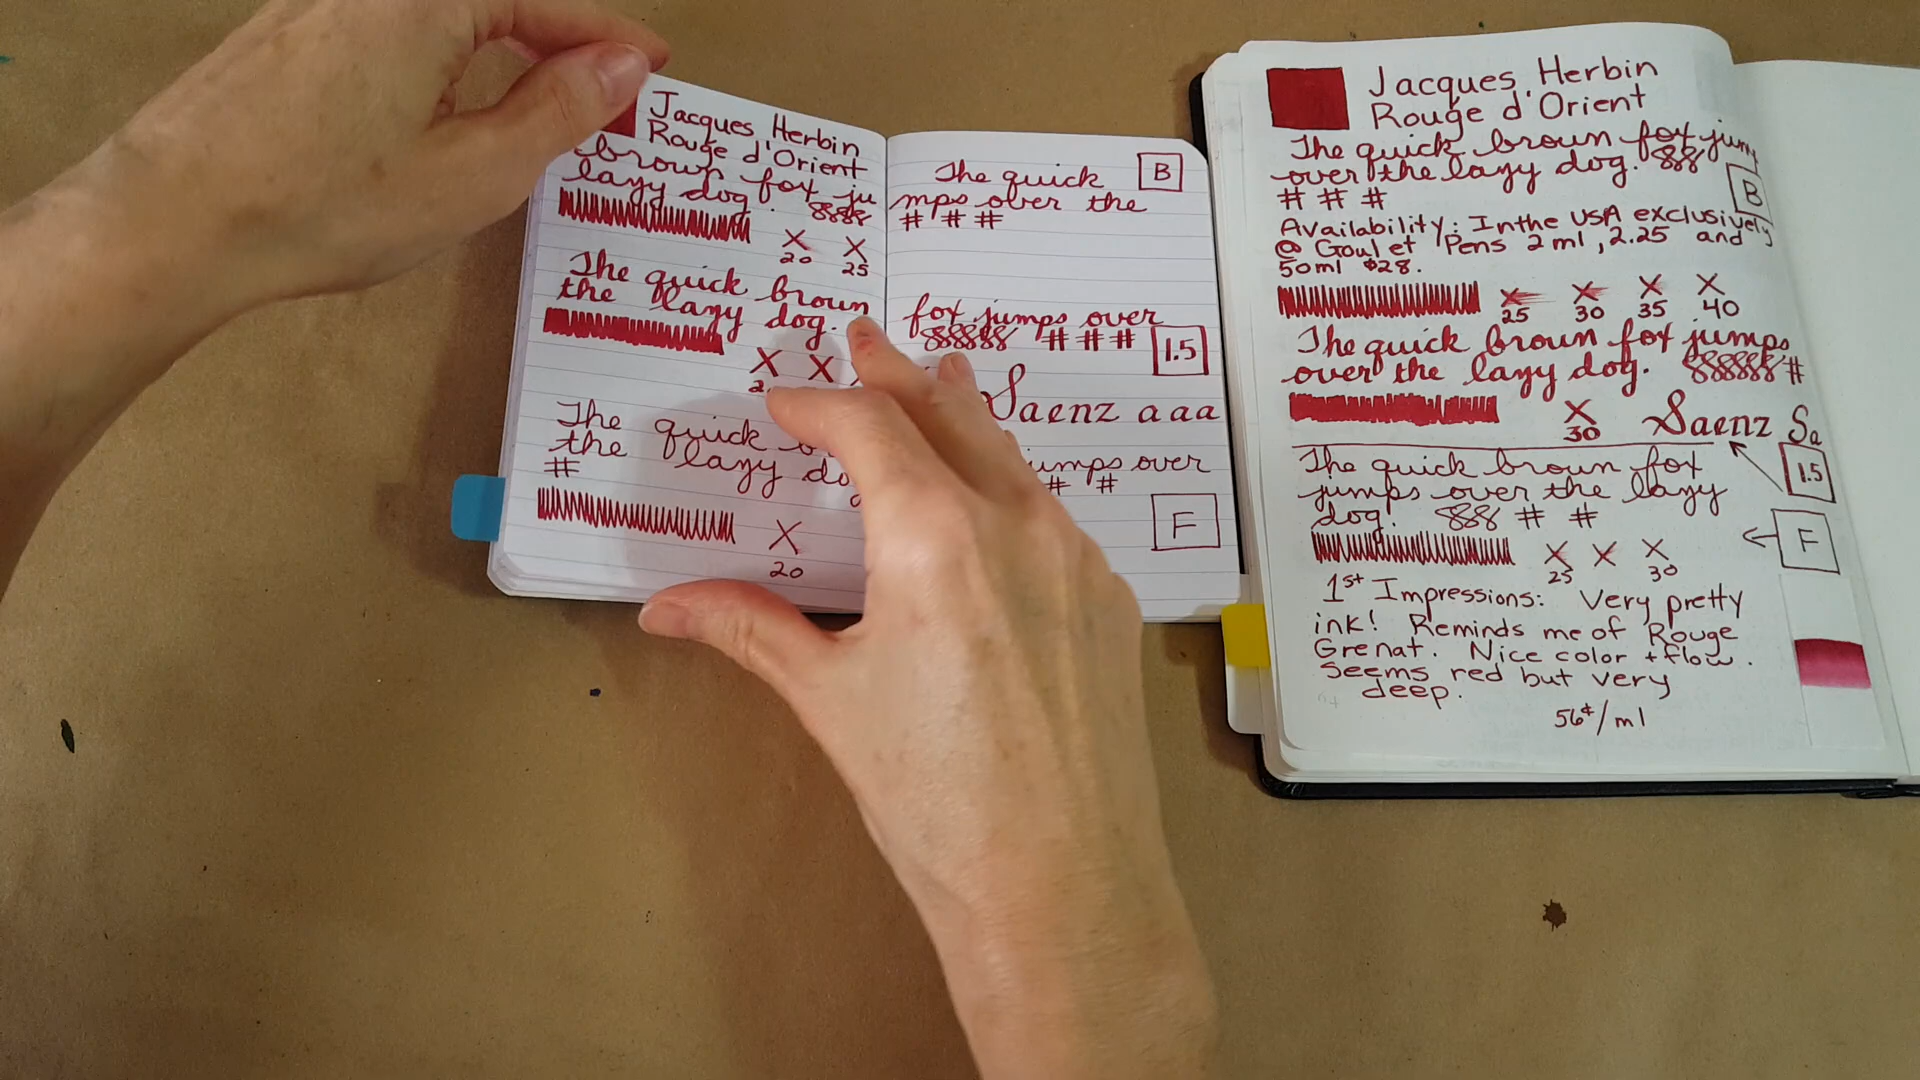 Jacques Herbin
Rouge d'Orient
The quick
B
brown fox ju mps over the
lazy dog. 8888 # # #
X X
20 25
The quick brown fox jumps over
the lazy dog. 888888 # # #
1.5
X X
Saenz a a a
The quick jumps over
the lazy do # #
#
F
X
20
Jacques Herbin
Rouge d'Orient
The quick brown fox jump
over the lazy dog. 888
# # #
B
Availability: In the USA exclusively
@ Goulet Pens 2ml, 2.25 and
50ml $28.
X X X X
25 30 35 40
The quick brown fox jumps
over the lazy dog. 888888 #
X
30
Saenz Sa
1.5
The quick brown fox
jumps over the lazy
dog. 888 # #
F
X X X
25 30
1st Impressions: Very pretty
ink! Reminds me of Rouge
Grenat. Nice color + flow.
Seems red but very
deep.
56¢/ml